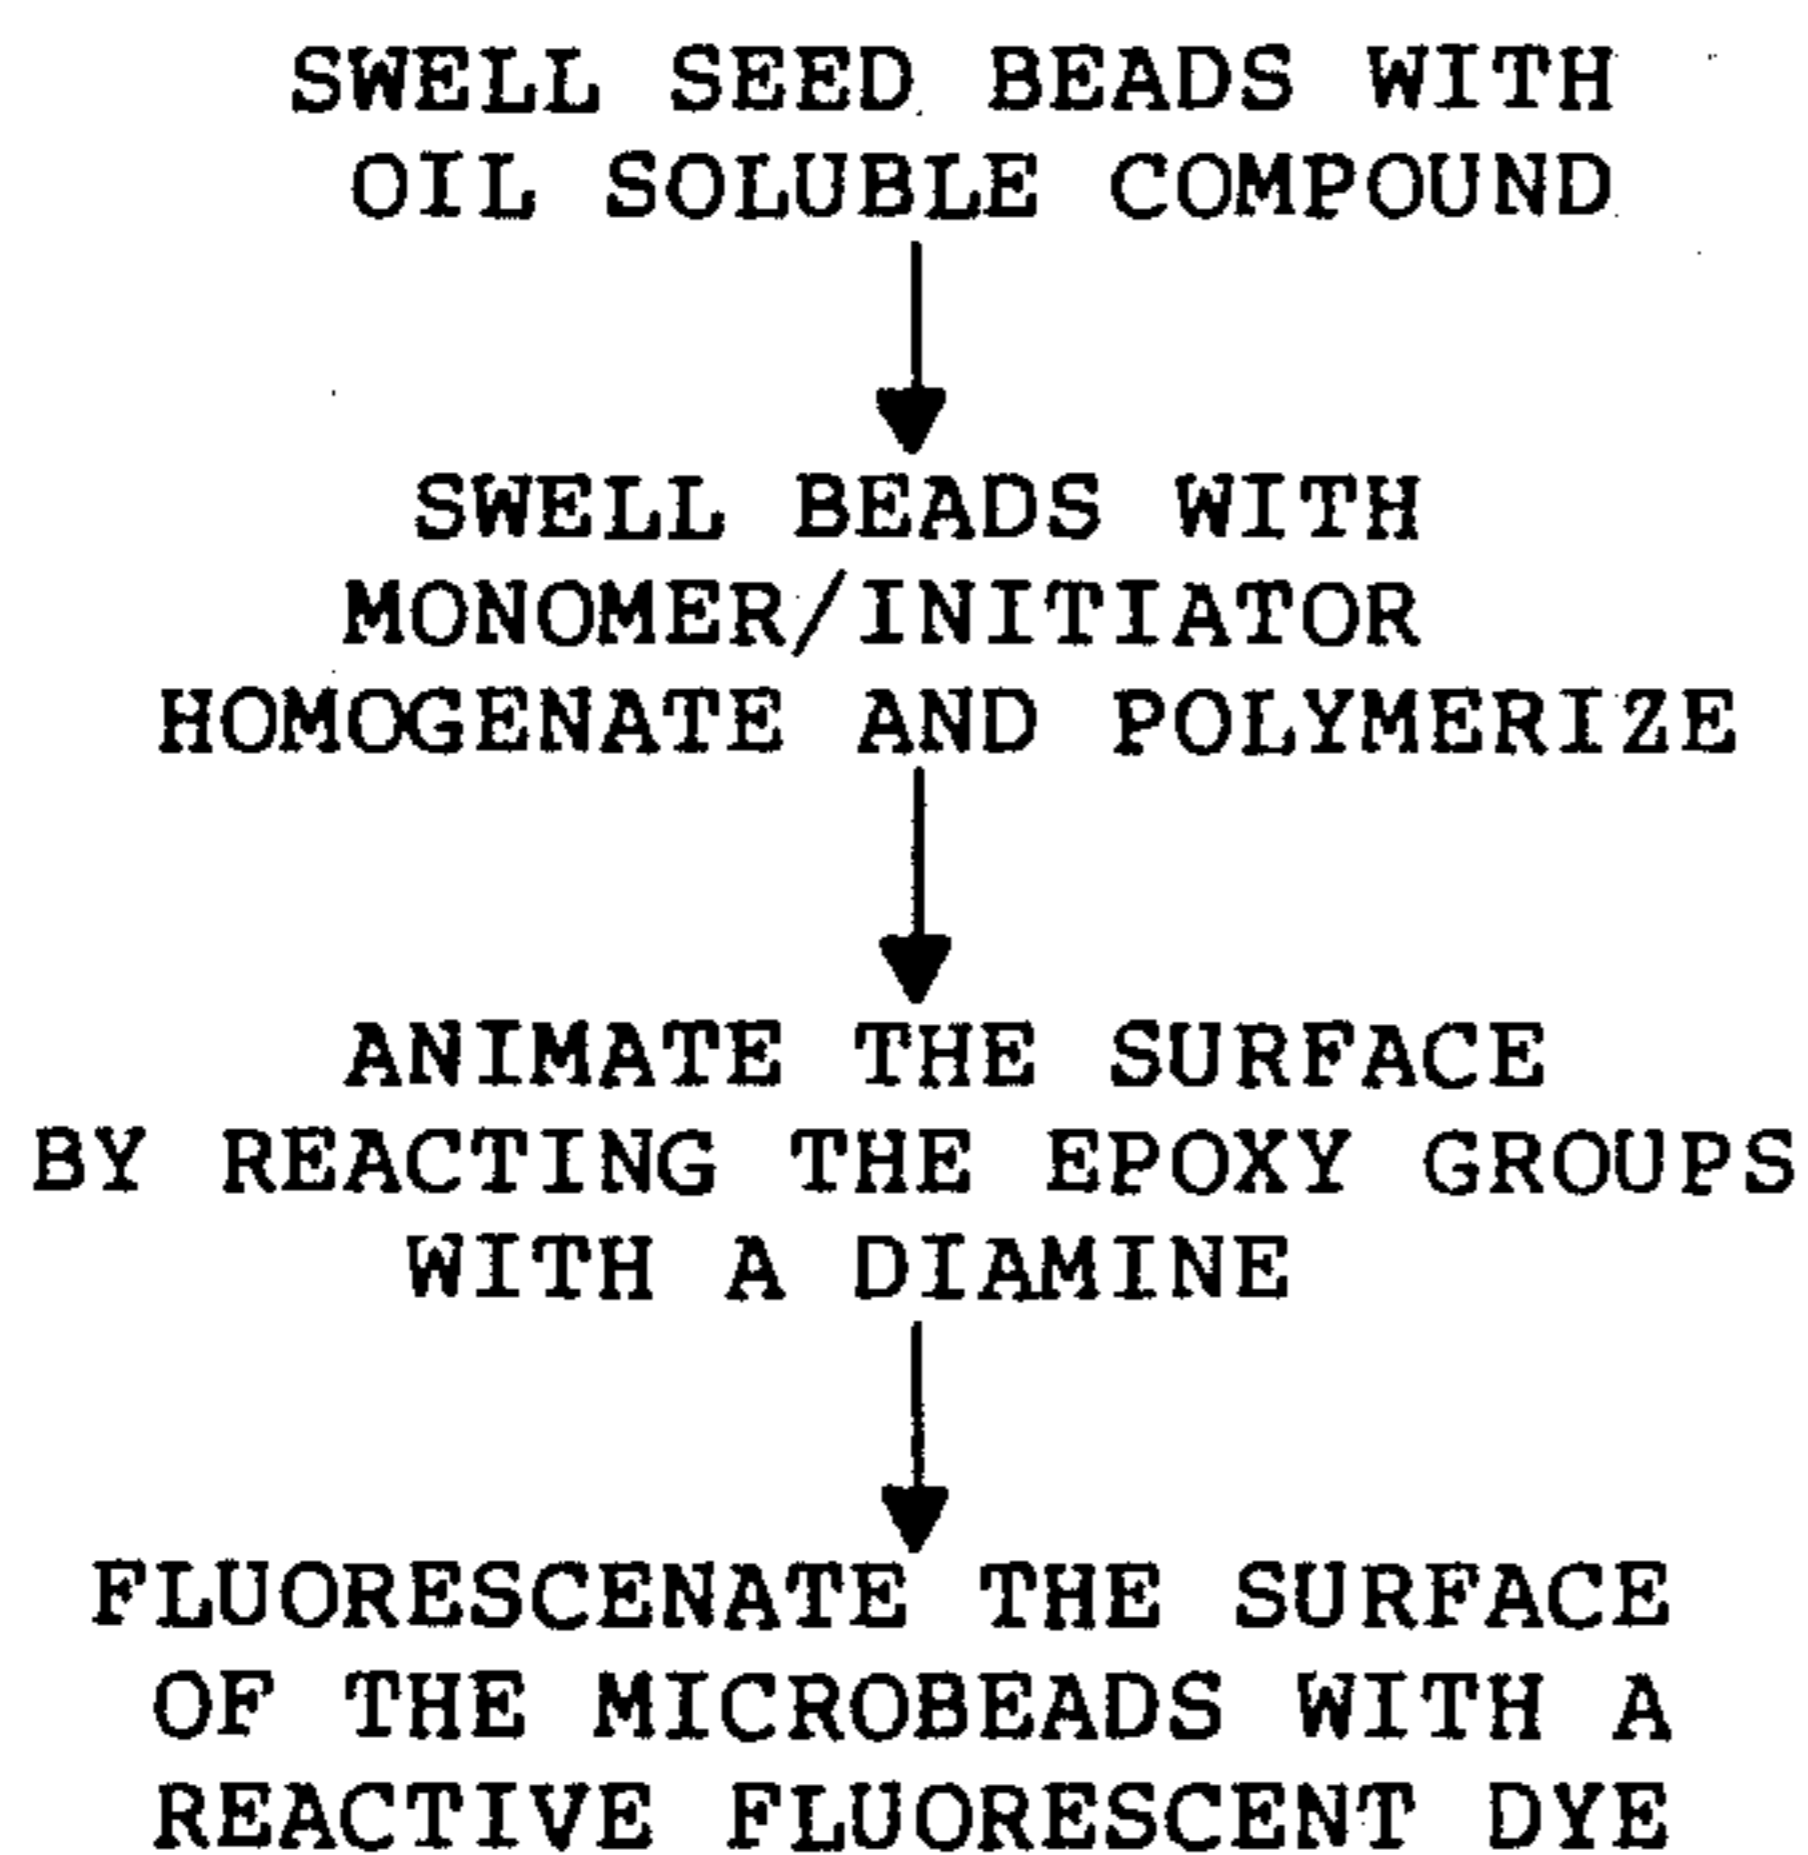 SWELL SEED BEADS WITH
OIL SOLUBLE COMPOUND
SWELL BEADS WITH
MONOMER/INITIATOR
HOMOGENATE AND POLYMERIZE
ANIMATE THE SURFACE
BY REACTING THE EPOXY GROUPS
WITH A DIAMINE
FLUORESCENATE THE SURFACE
OF THE MICROBEADS WITH A
REACTIVE FLUORESCENT DYE